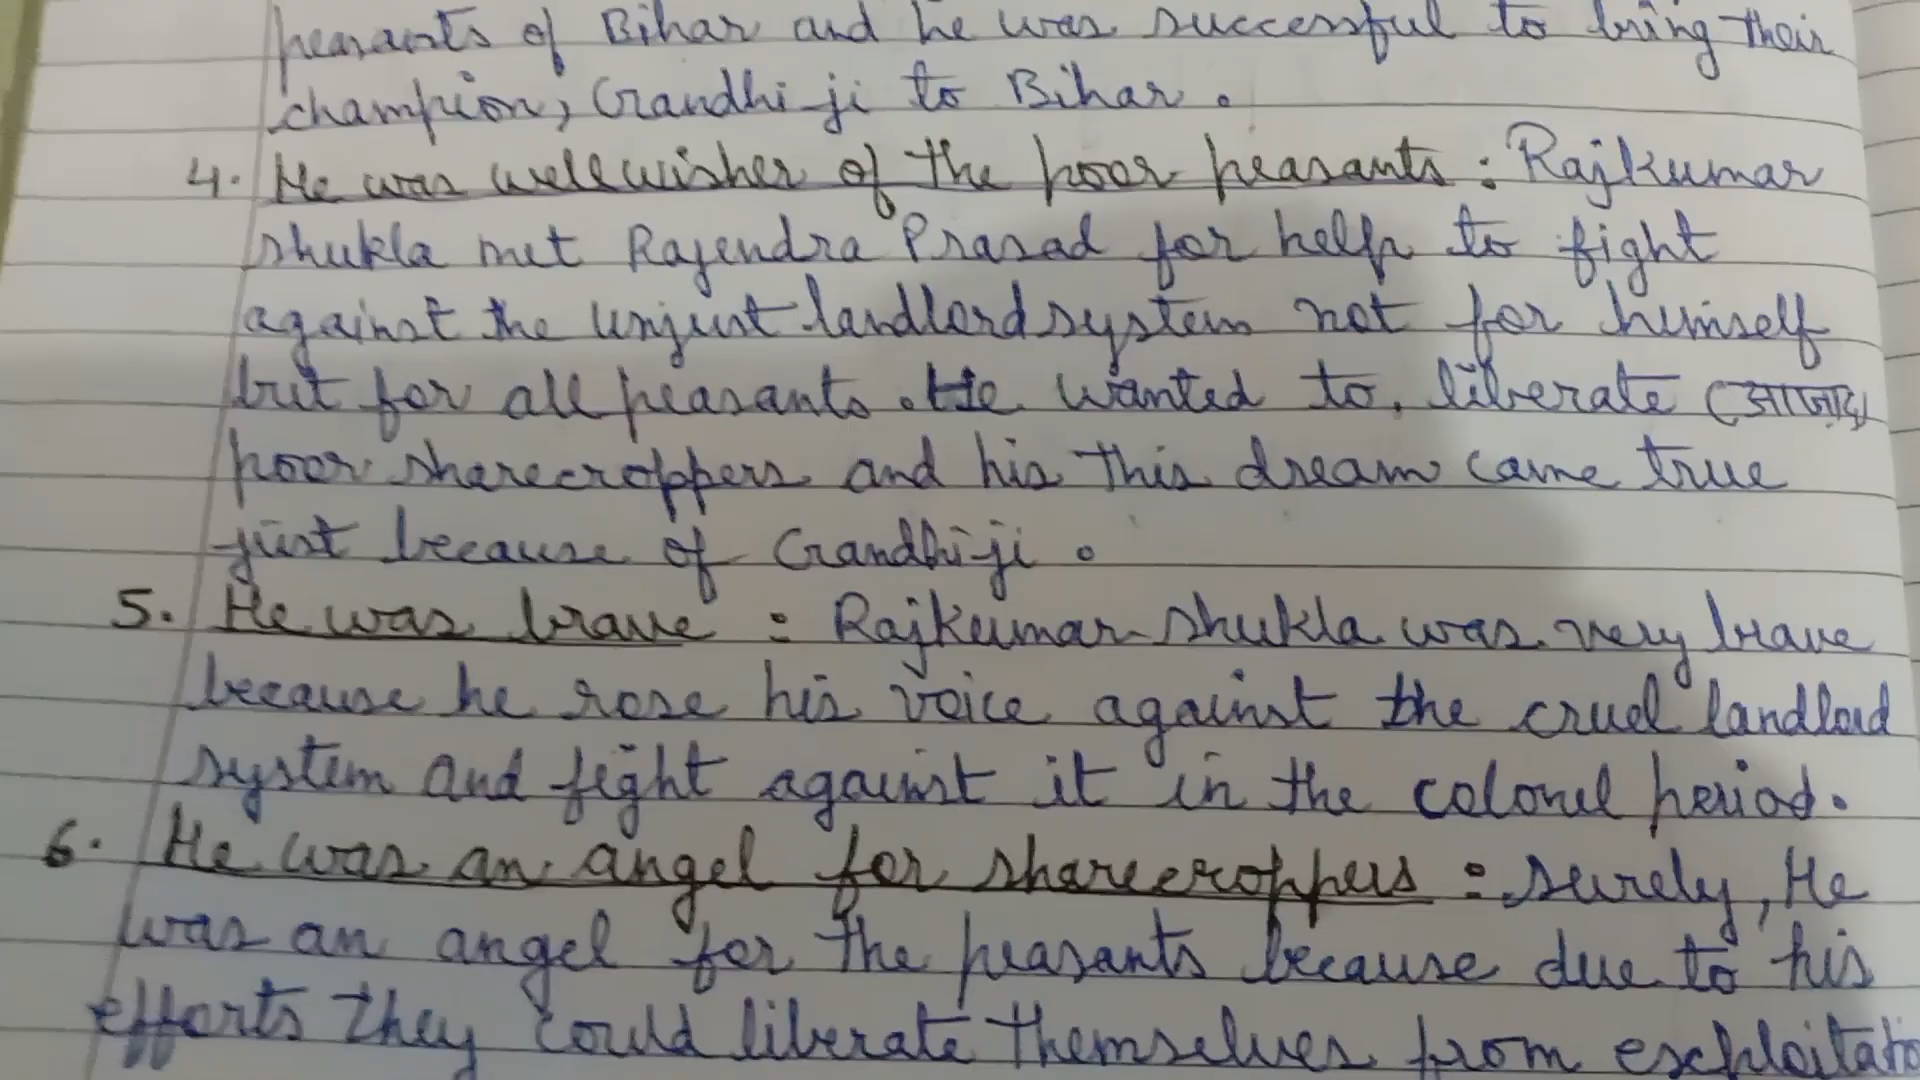 peasants of Bihar and he was successful to bring their
champion, Gandhi-ji to Bihar.
4. He was well wisher of the poor peasants : Rajkumar
shukla met Rajendra Prasad for help to fight
against the unjust landlord system not for himself
but for all peasants. He wanted to, liberate (आजाद)
poor sharecroppers and his this dream came true
just because of Gandhi-ji.
5. He was brave : Rajkumar shukla was very brave
because he rose his voice against the cruel landlord
system and fight against it in the colonel period.
6. He was an angel for sharecroppers : surely, He
was an angel for the peasants because due to his
efforts they could liberate themselves from exploitatio